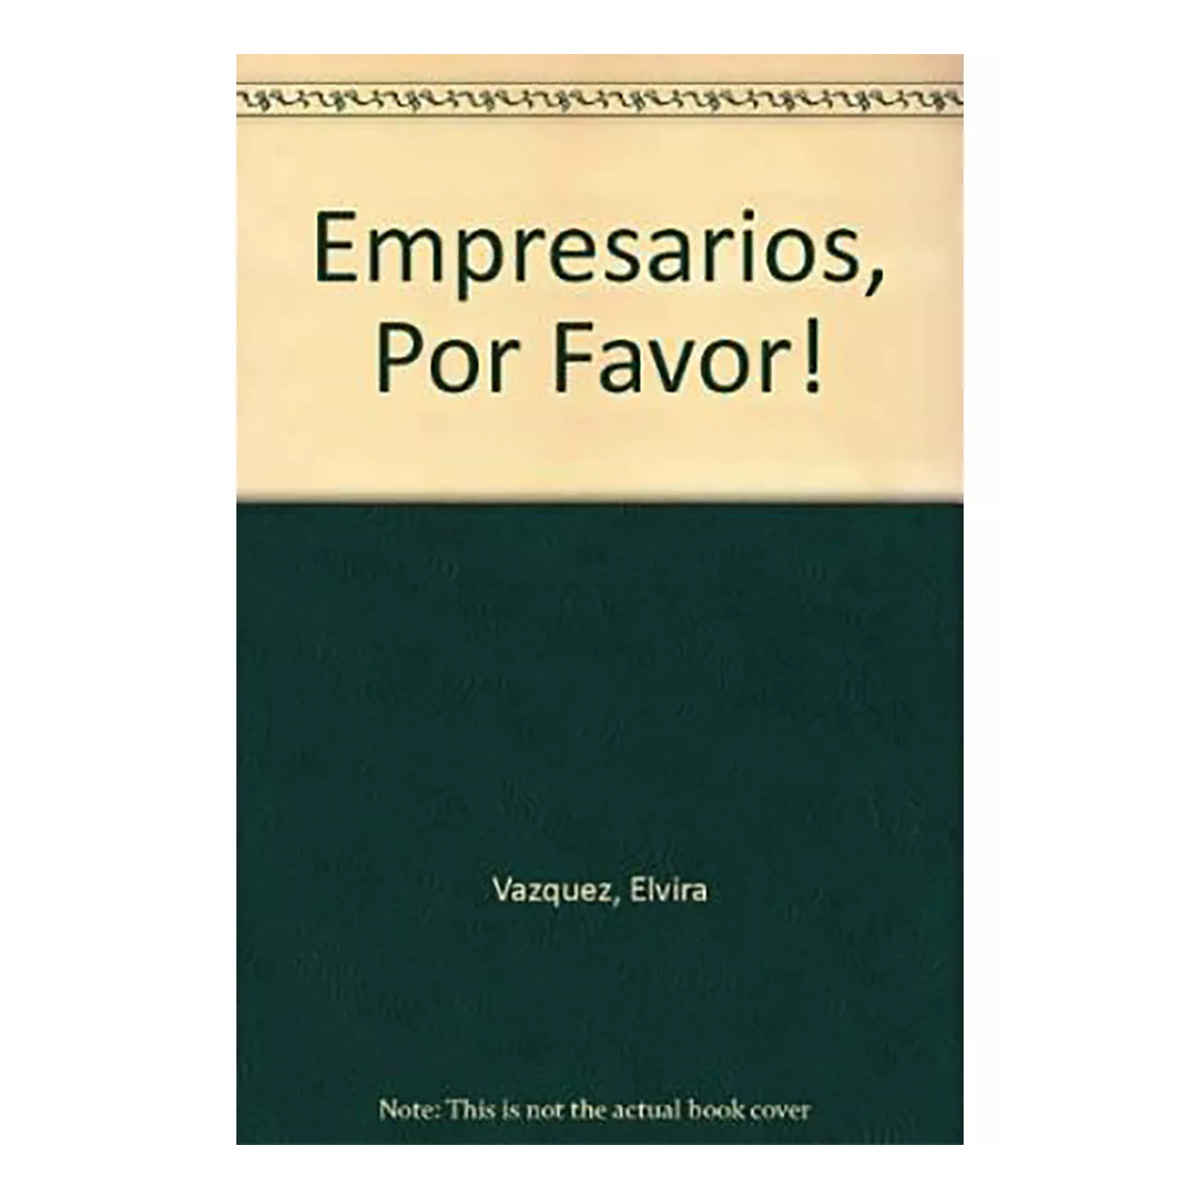 Empresarios,
Por Favor!
Vazquez, Elvira
Note: This is not the actual book cover